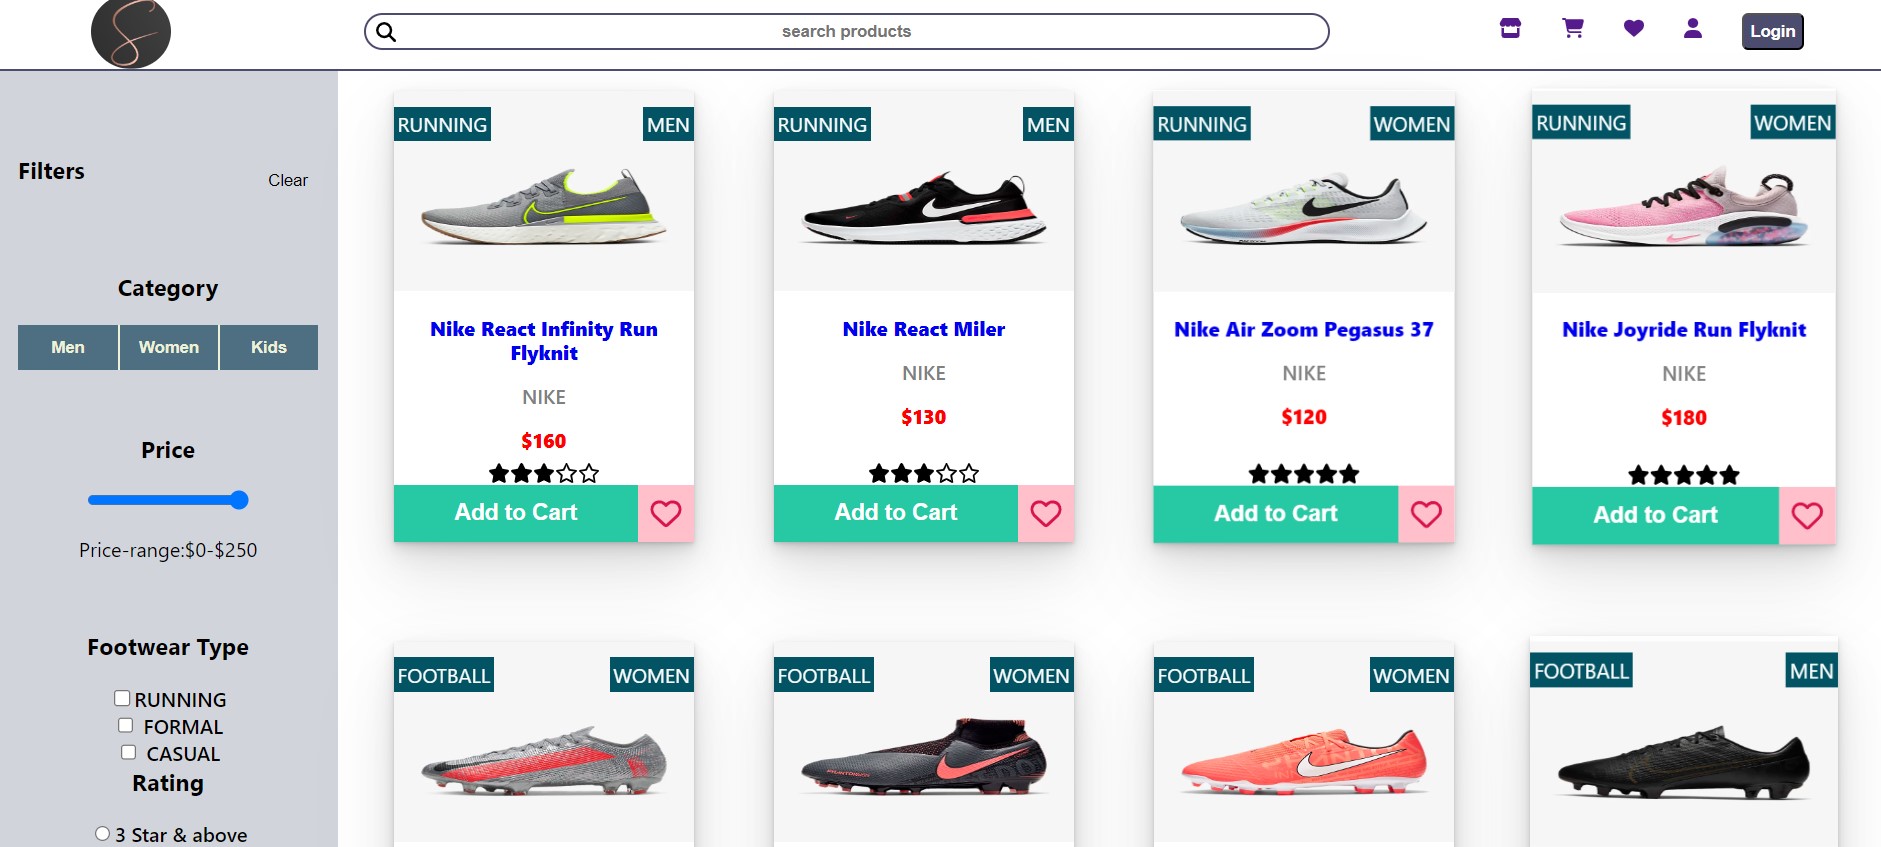 search products
Login
Filters
Clear
Category
Men
Women
Kids
Price
Price-range:$0-$250
Footwear Type
RUNNING
FORMAL
CASUAL
Rating
3 Star & above
RUNNING
MEN
Nike React Infinity Run
Flyknit
NIKE
$160
Add to Cart
RUNNING
MEN
Nike React Miler
NIKE
$130
Add to Cart
RUNNING
WOMEN
Nike Air Zoom Pegasus 37
NIKE
$120
Add to Cart
RUNNING
WOMEN
Nike Joyride Run Flyknit
NIKE
$180
Add to Cart
FOOTBALL
WOMEN
FOOTBALL
WOMEN
FOOTBALL
WOMEN
FOOTBALL
MEN